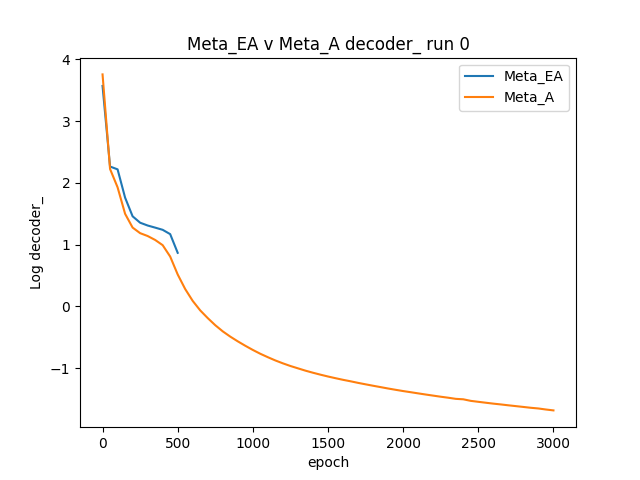 Meta_EA v Meta_A decoder_ run 0
Meta_EA
Meta_A
Log decoder_
4
3
2
1
0
−1
0 500 1000 1500 2000 2500 3000
epoch